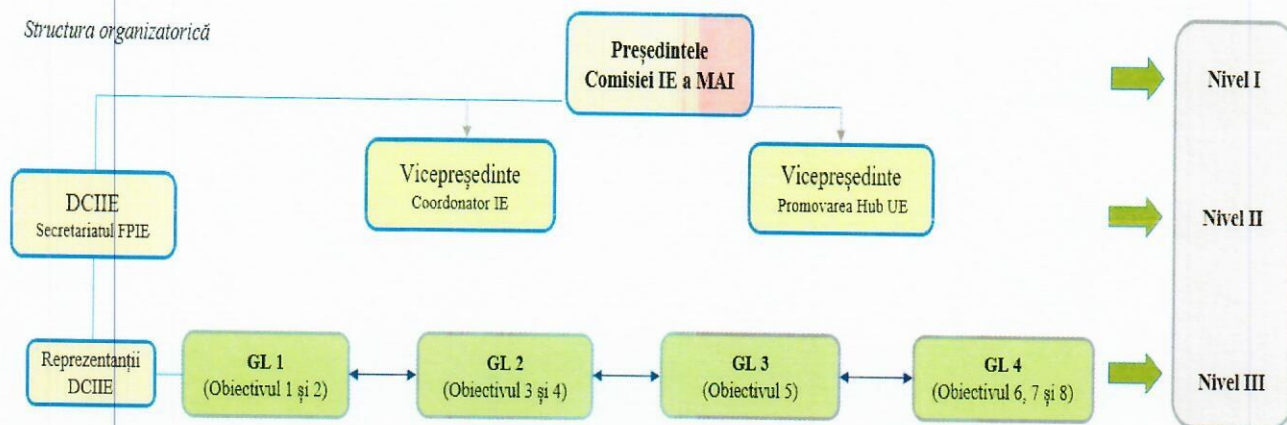 Structura organizatorică
Președintele
Comisiei IE a MAI
Nivel I
Vicepreședinte
Coordonator IE
Vicepreședinte
Promovarea Hub UE
DCIIE
Secretariatul FPIE
Nivel II
Reprezentanții
DCIIE
GL 1
(Obiectivul 1 și 2)
GL 2
(Obiectivul 3 și 4)
GL 3
(Obiectivul 5)
GL 4
(Obiectivul 6, 7 și 8)
Nivel III